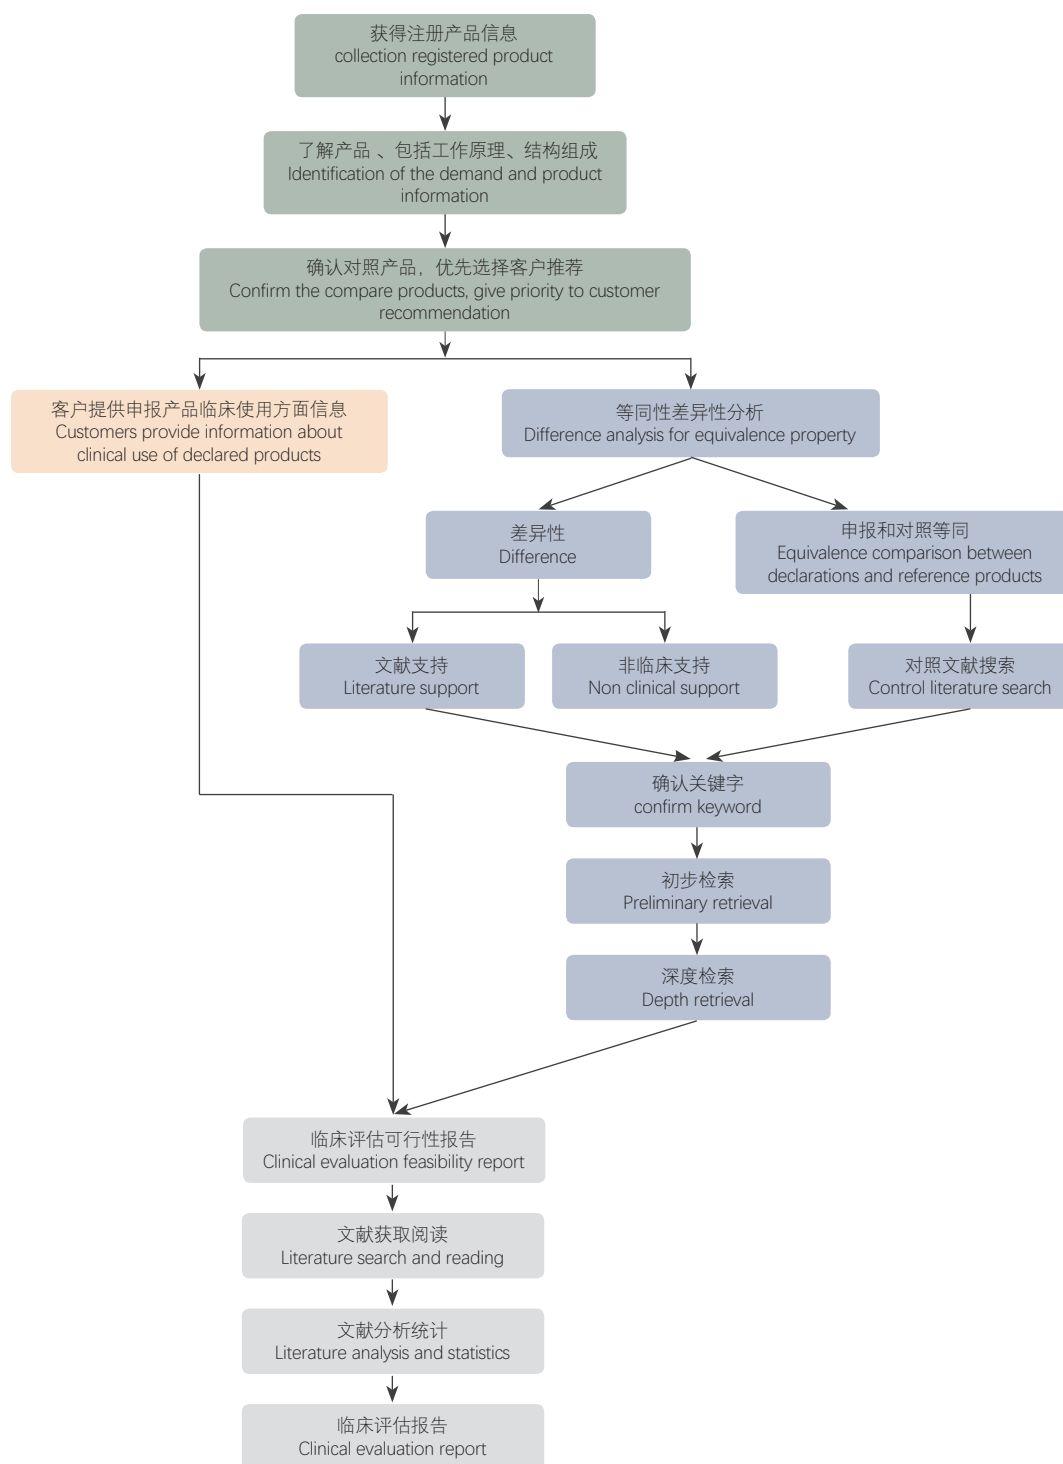 获得注册产品信息
collection registered product
information
了解产品 、包括工作原理、结构组成
Identification of the demand and product
information
确认对照产品，优先选择客户推荐
Confirm the compare products, give priority to customer
recommendation
客户提供申报产品临床使用方面信息
Customers provide information about
clinical use of declared products
等同性差异性分析
Difference analysis for equivalence property
差异性
Difference
申报和对照等同
Equivalence comparison between
declarations and reference products
文献支持
Literature support
非临床支持
Non clinical support
对照文献搜索
Control literature search
确认关键字
confirm keyword
初步检索
Preliminary retrieval
深度检索
Depth retrieval
临床评估可行性报告
Clinical evaluation feasibility report
文献获取阅读
Literature search and reading
文献分析统计
Literature analysis and statistics
临床评估报告
Clinical evaluation report